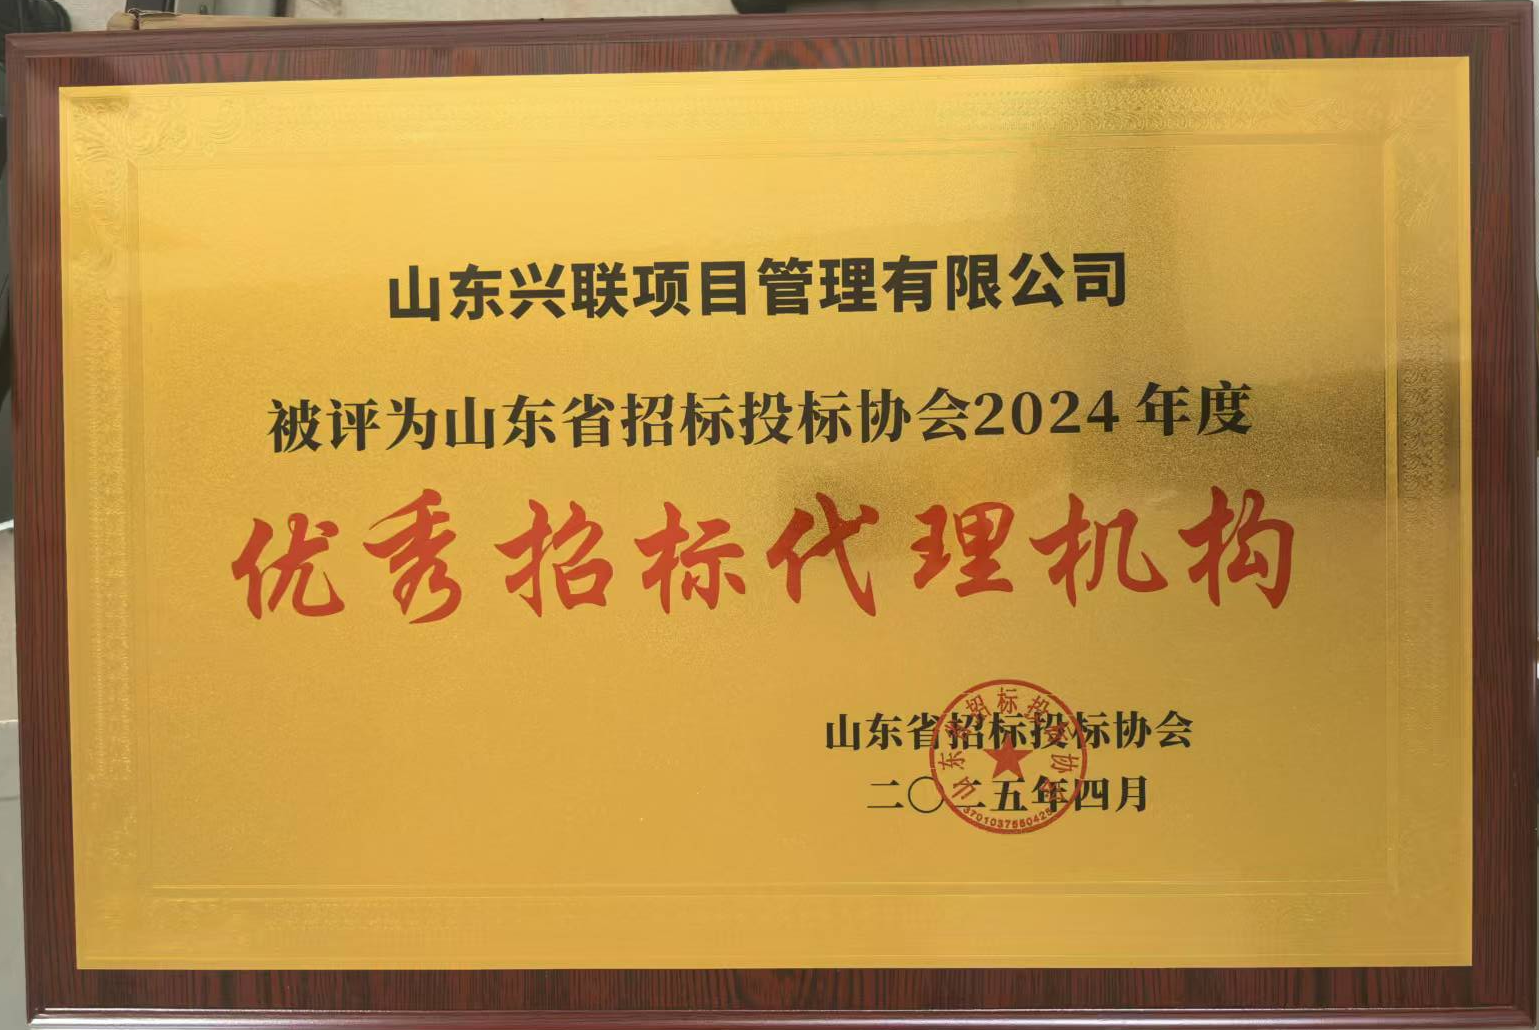 山东兴联项目管理有限公司
被评为山东省招标投标协会2024年度
优秀招标代理机构
山东省招标投标协会
二〇二五年四月